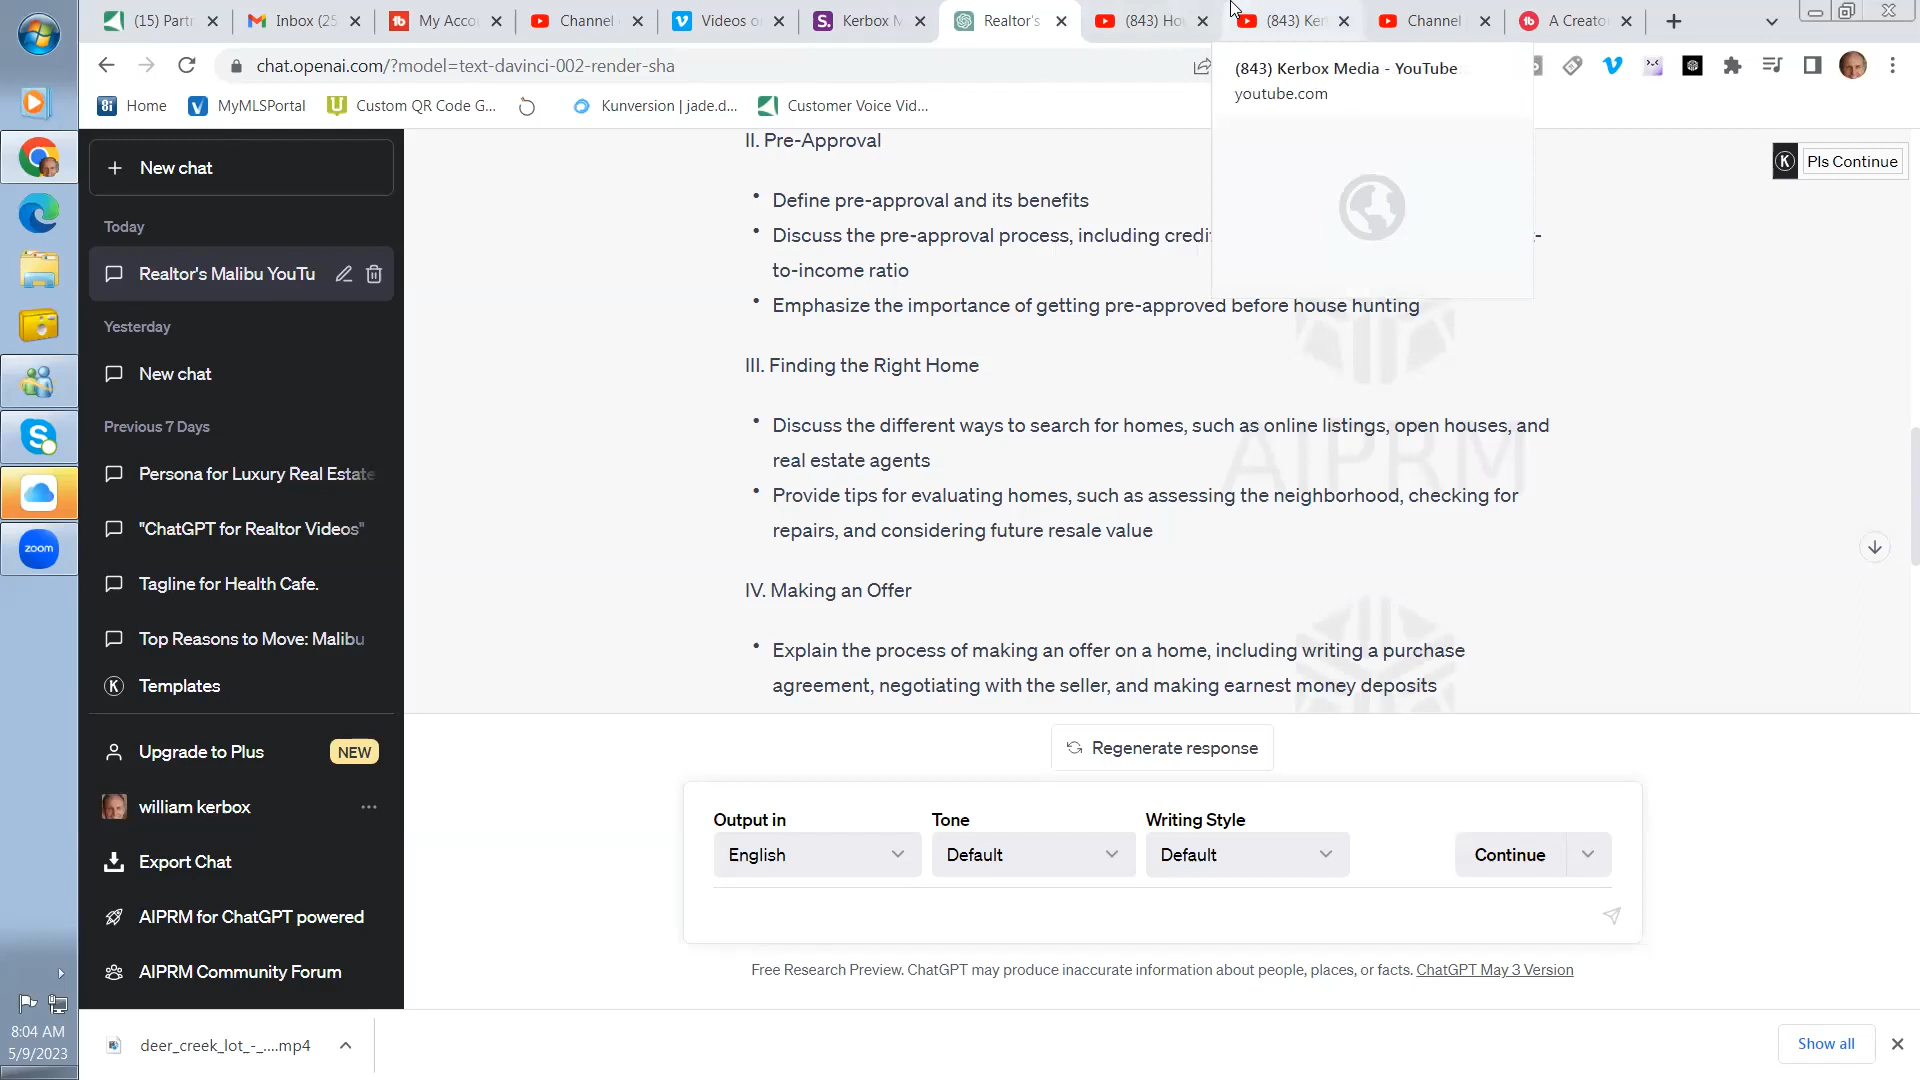 (15) Part
Inbox (25
My Acco
Channel
Videos o
Kerbox M
Realtor's
(843) Ho
(843) Ker
Channel
A Creato
chat.openai.com/?model=text-davinci-002-render-sha
(843) Kerbox Media - YouTube
youtube.com
Home
MyMLSPortal
Custom QR Code G...
Kunversion | jade.d...
Customer Voice Vid...
New chat
Today
Realtor's Malibu YouTu
Yesterday
New chat
Previous 7 Days
Persona for Luxury Real Estate
"ChatGPT for Realtor Videos"
Tagline for Health Cafe.
Top Reasons to Move: Malibu
Templates
Upgrade to Plus NEW
william kerbox
Export Chat
AIPRM for ChatGPT powered
AIPRM Community Forum
II. Pre-Approval
Pls Continue
Define pre-approval and its benefits
Discuss the pre-approval process, including credi
to-income ratio
Emphasize the importance of getting pre-approved before house hunting
III. Finding the Right Home
Discuss the different ways to search for homes, such as online listings, open houses, and
real estate agents
AIPRM
Provide tips for evaluating homes, such as assessing the neighborhood, checking for
repairs, and considering future resale value
IV. Making an Offer
Explain the process of making an offer on a home, including writing a purchase
agreement, negotiating with the seller, and making earnest money deposits
Regenerate response
Output in Tone Writing Style
English Default Default Continue
Free Research Preview. ChatGPT may produce inaccurate information about people, places, or facts. ChatGPT May 3 Version
zoom
8:04 AM
5/9/2023
deer_creek_lot_-_....mp4
Show all